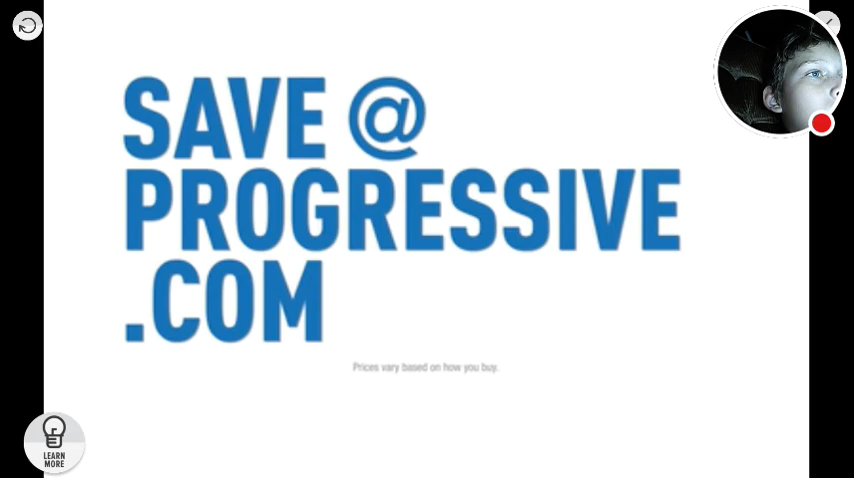 SAVE @
PROGRESSIVE
.COM
Prices vary based on how you buy.
LEARN
MORE